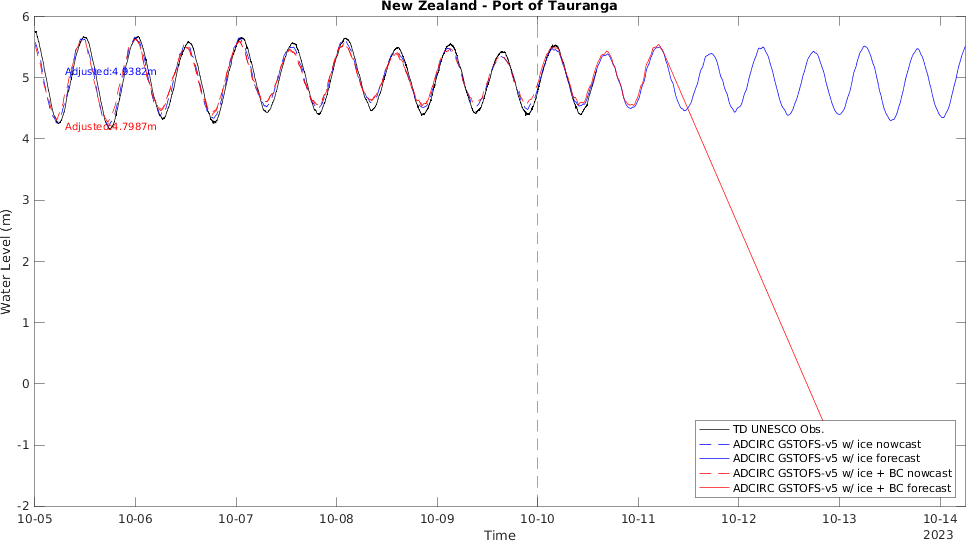 New Zealand - Port of Tauranga
6
5
4
3
2
1
0
-1
-2
Water Level (m)
Adjusted:4.9382m
Adjusted:4.7987m
TD UNESCO Obs.
ADCIRC GSTOFS-v5 w/ ice nowcast
ADCIRC GSTOFS-v5 w/ ice forecast
ADCIRC GSTOFS-v5 w/ ice + BC nowcast
ADCIRC GSTOFS-v5 w/ ice + BC forecast
10-05 10-06 10-07 10-08 10-09 10-10 10-11 10-12 10-13 10-14
2023
Time